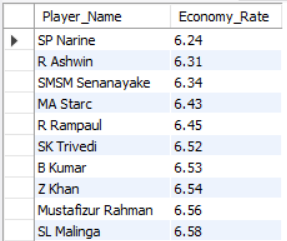 Player_Name Economy_Rate
SP Narine 6.24
R Ashwin 6.31
SMSM Senanayake 6.34
MA Starc 6.43
R Rampaul 6.45
SK Trivedi 6.52
B Kumar 6.53
Z Khan 6.54
Mustafizur Rahman 6.56
SL Malinga 6.58